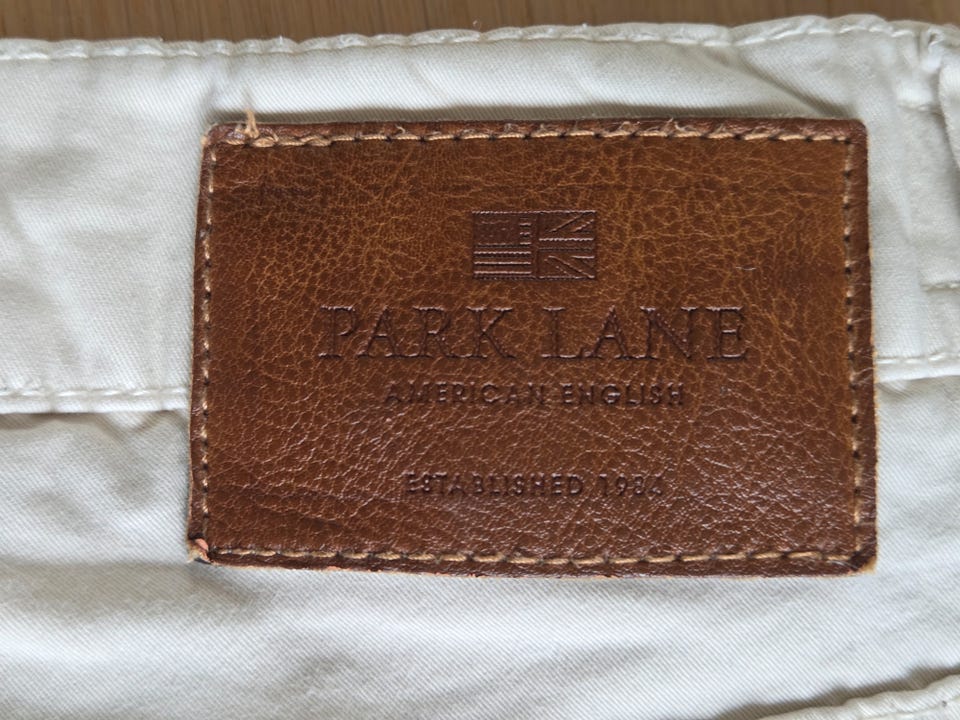 PARK LANE
AMERICAN ENGLISH
ESTABLISHED 1984